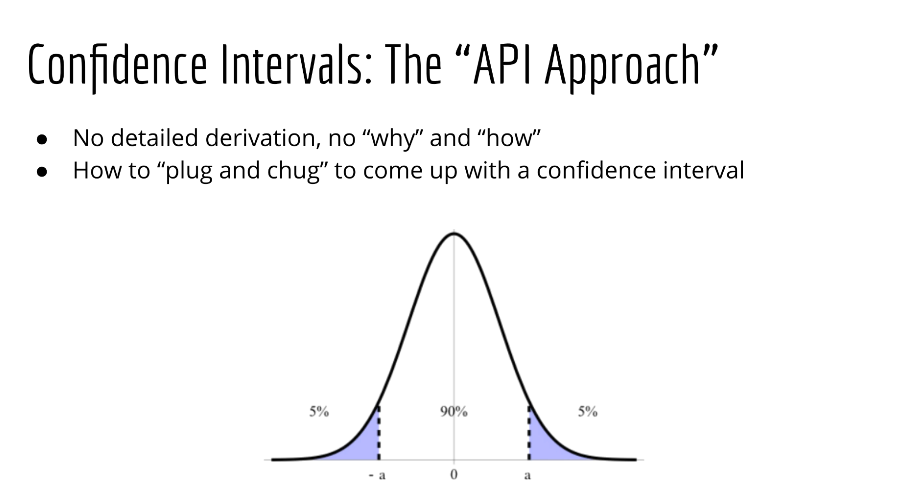 Confidence Intervals: The “API Approach”
● No detailed derivation, no “why” and “how”
● How to “plug and chug” to come up with a confidence interval
5% 90% 5%
- a 0 a